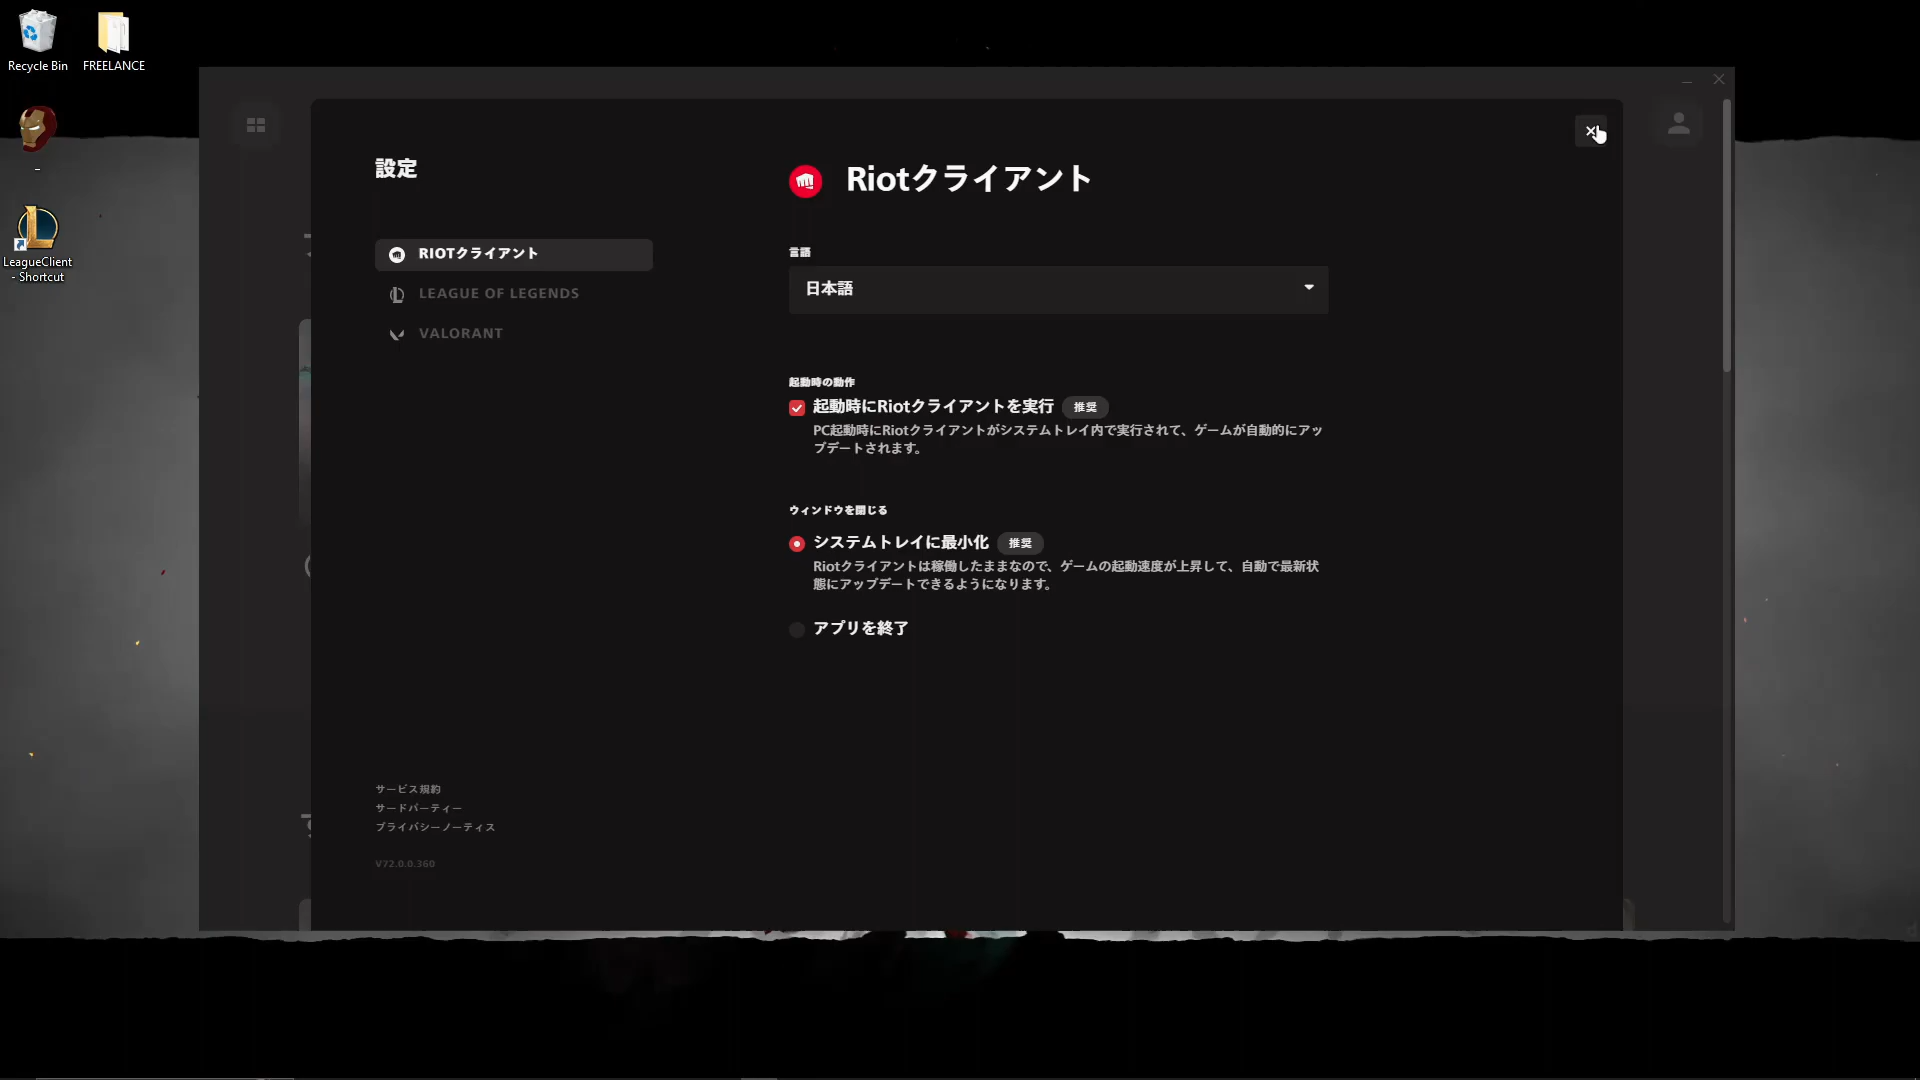 Recycle Bin
FREELANCE
-
LeagueClient
- Shortcut
設定
RIOTクライアント
LEAGUE OF LEGENDS
VALORANT
サービス規約
サードパーティー
プライバシーノーティス
V72.0.0.360
Riotクライアント
言語
日本語
起動時の動作
起動時にRiotクライアントを実行 推奨
PC起動時にRiotクライアントがシステムトレイ内で実行されて、ゲームが自動的にアッ
プデートされます。
ウィンドウを閉じる
システムトレイに最小化 推奨
Riotクライアントは稼働したままなので、ゲームの起動速度が上昇して、自動で最新状
態にアップデートできるようになります。
アプリを終了